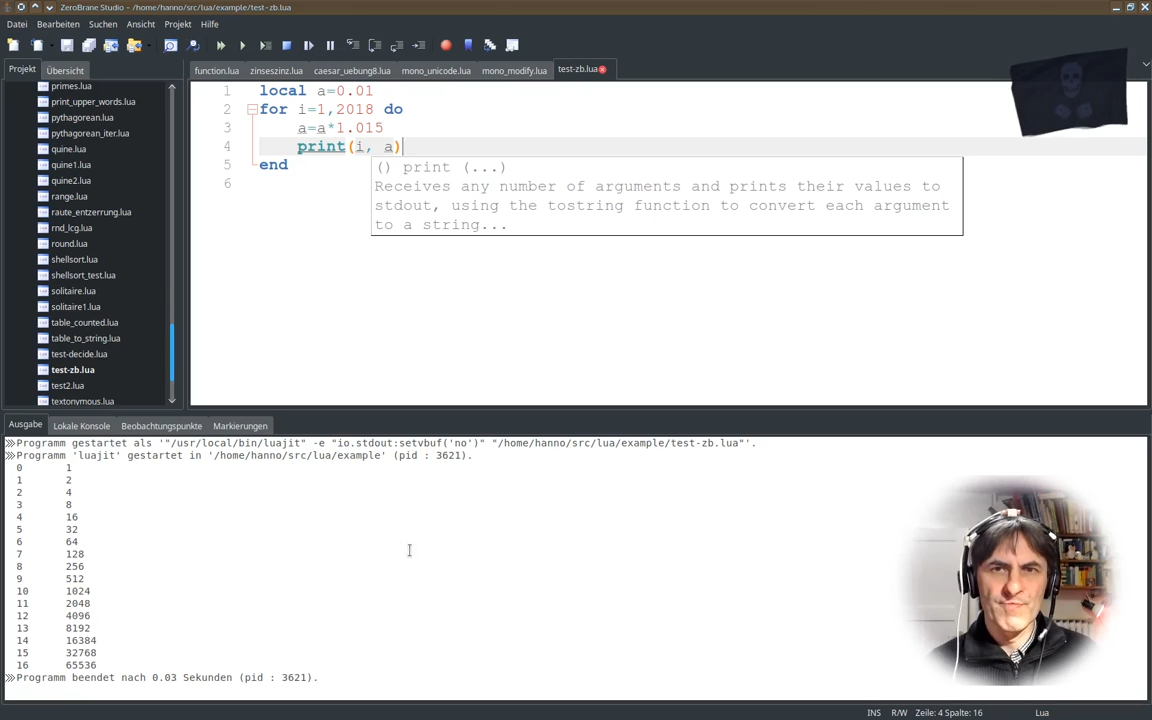 ZeroBrane Studio - /home/hanno/src/lua/example/test-zb.lua
Datei Bearbeiten Suchen Ansicht Projekt Hilfe
Projekt Übersicht
function.lua zinseszinz.lua caesar_uebung8.lua mono_unicode.lua mono_modify.lua test-zb.lua
primes.lua
print_upper_words.lua
pythagorean.lua
pythagorean_iter.lua
quine.lua
quine1.lua
quine2.lua
range.lua
raute_entzerrung.lua
rnd_lcg.lua
round.lua
shellsort.lua
shellsort_test.lua
solitaire.lua
solitaire1.lua
table_counted.lua
table_to_string.lua
test-decide.lua
test-zb.lua
test2.lua
textonymous.lua
1 local a=0.01
2 for i=1,2018 do
3 a=a*1.015
4 print(i, a)
5 end
6
() print (...)
Receives any number of arguments and prints their values to
stdout, using the tostring function to convert each argument
to a string...
Ausgabe Lokale Konsole Beobachtungspunkte Markierungen
Programm gestartet als '"/usr/local/bin/luajit" -e "io.stdout:setvbuf('no')" "/home/hanno/src/lua/example/test-zb.lua"'.
Programm 'luajit' gestartet in '/home/hanno/src/lua/example' (pid : 3621).
0 1
1 2
2 4
3 8
4 16
5 32
6 64
7 128
8 256
9 512
10 1024
11 2048
12 4096
13 8192
14 16384
15 32768
16 65536
Programm beendet nach 0.03 Sekunden (pid : 3621).
INS R/W Zeile: 4 Spalte: 16 Lua